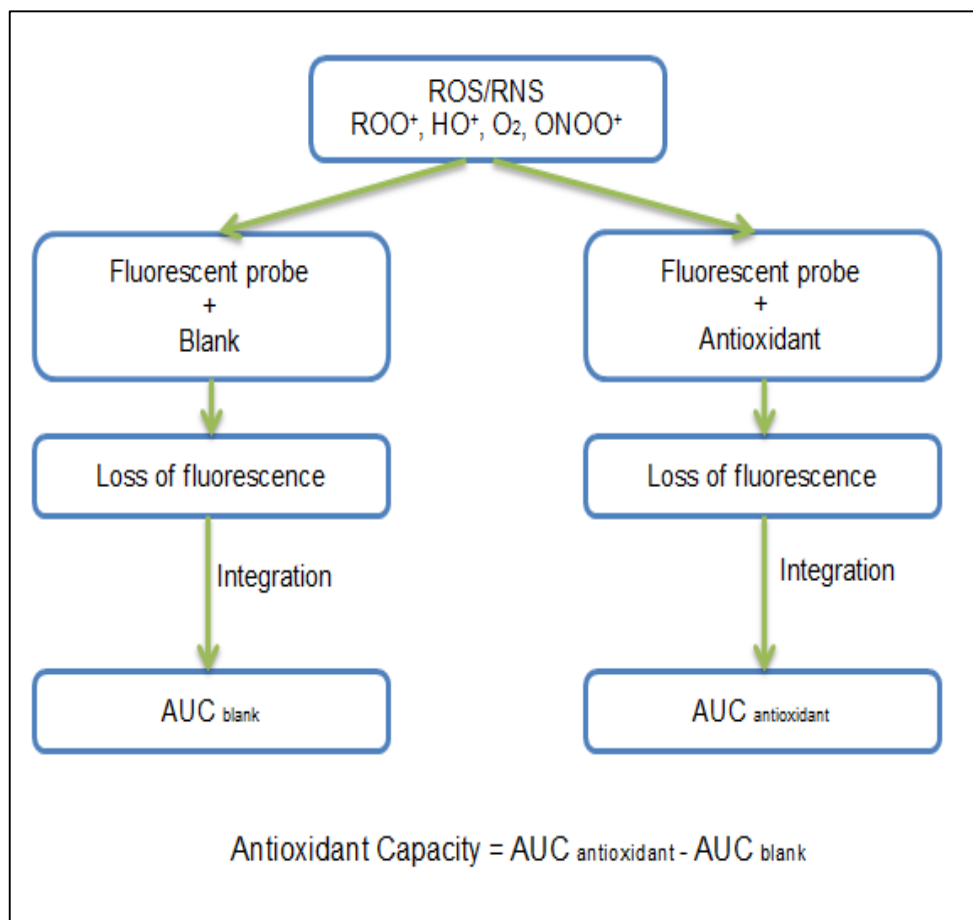 ROS/RNS
ROO⁺, HO⁺, O₂, ONOO⁺
Fluorescent probe
+
Blank
Fluorescent probe
+
Antioxidant
Loss of fluorescence
Loss of fluorescence
Integration
Integration
AUC blank
AUC antioxidant
Antioxidant Capacity = AUC antioxidant - AUC blank